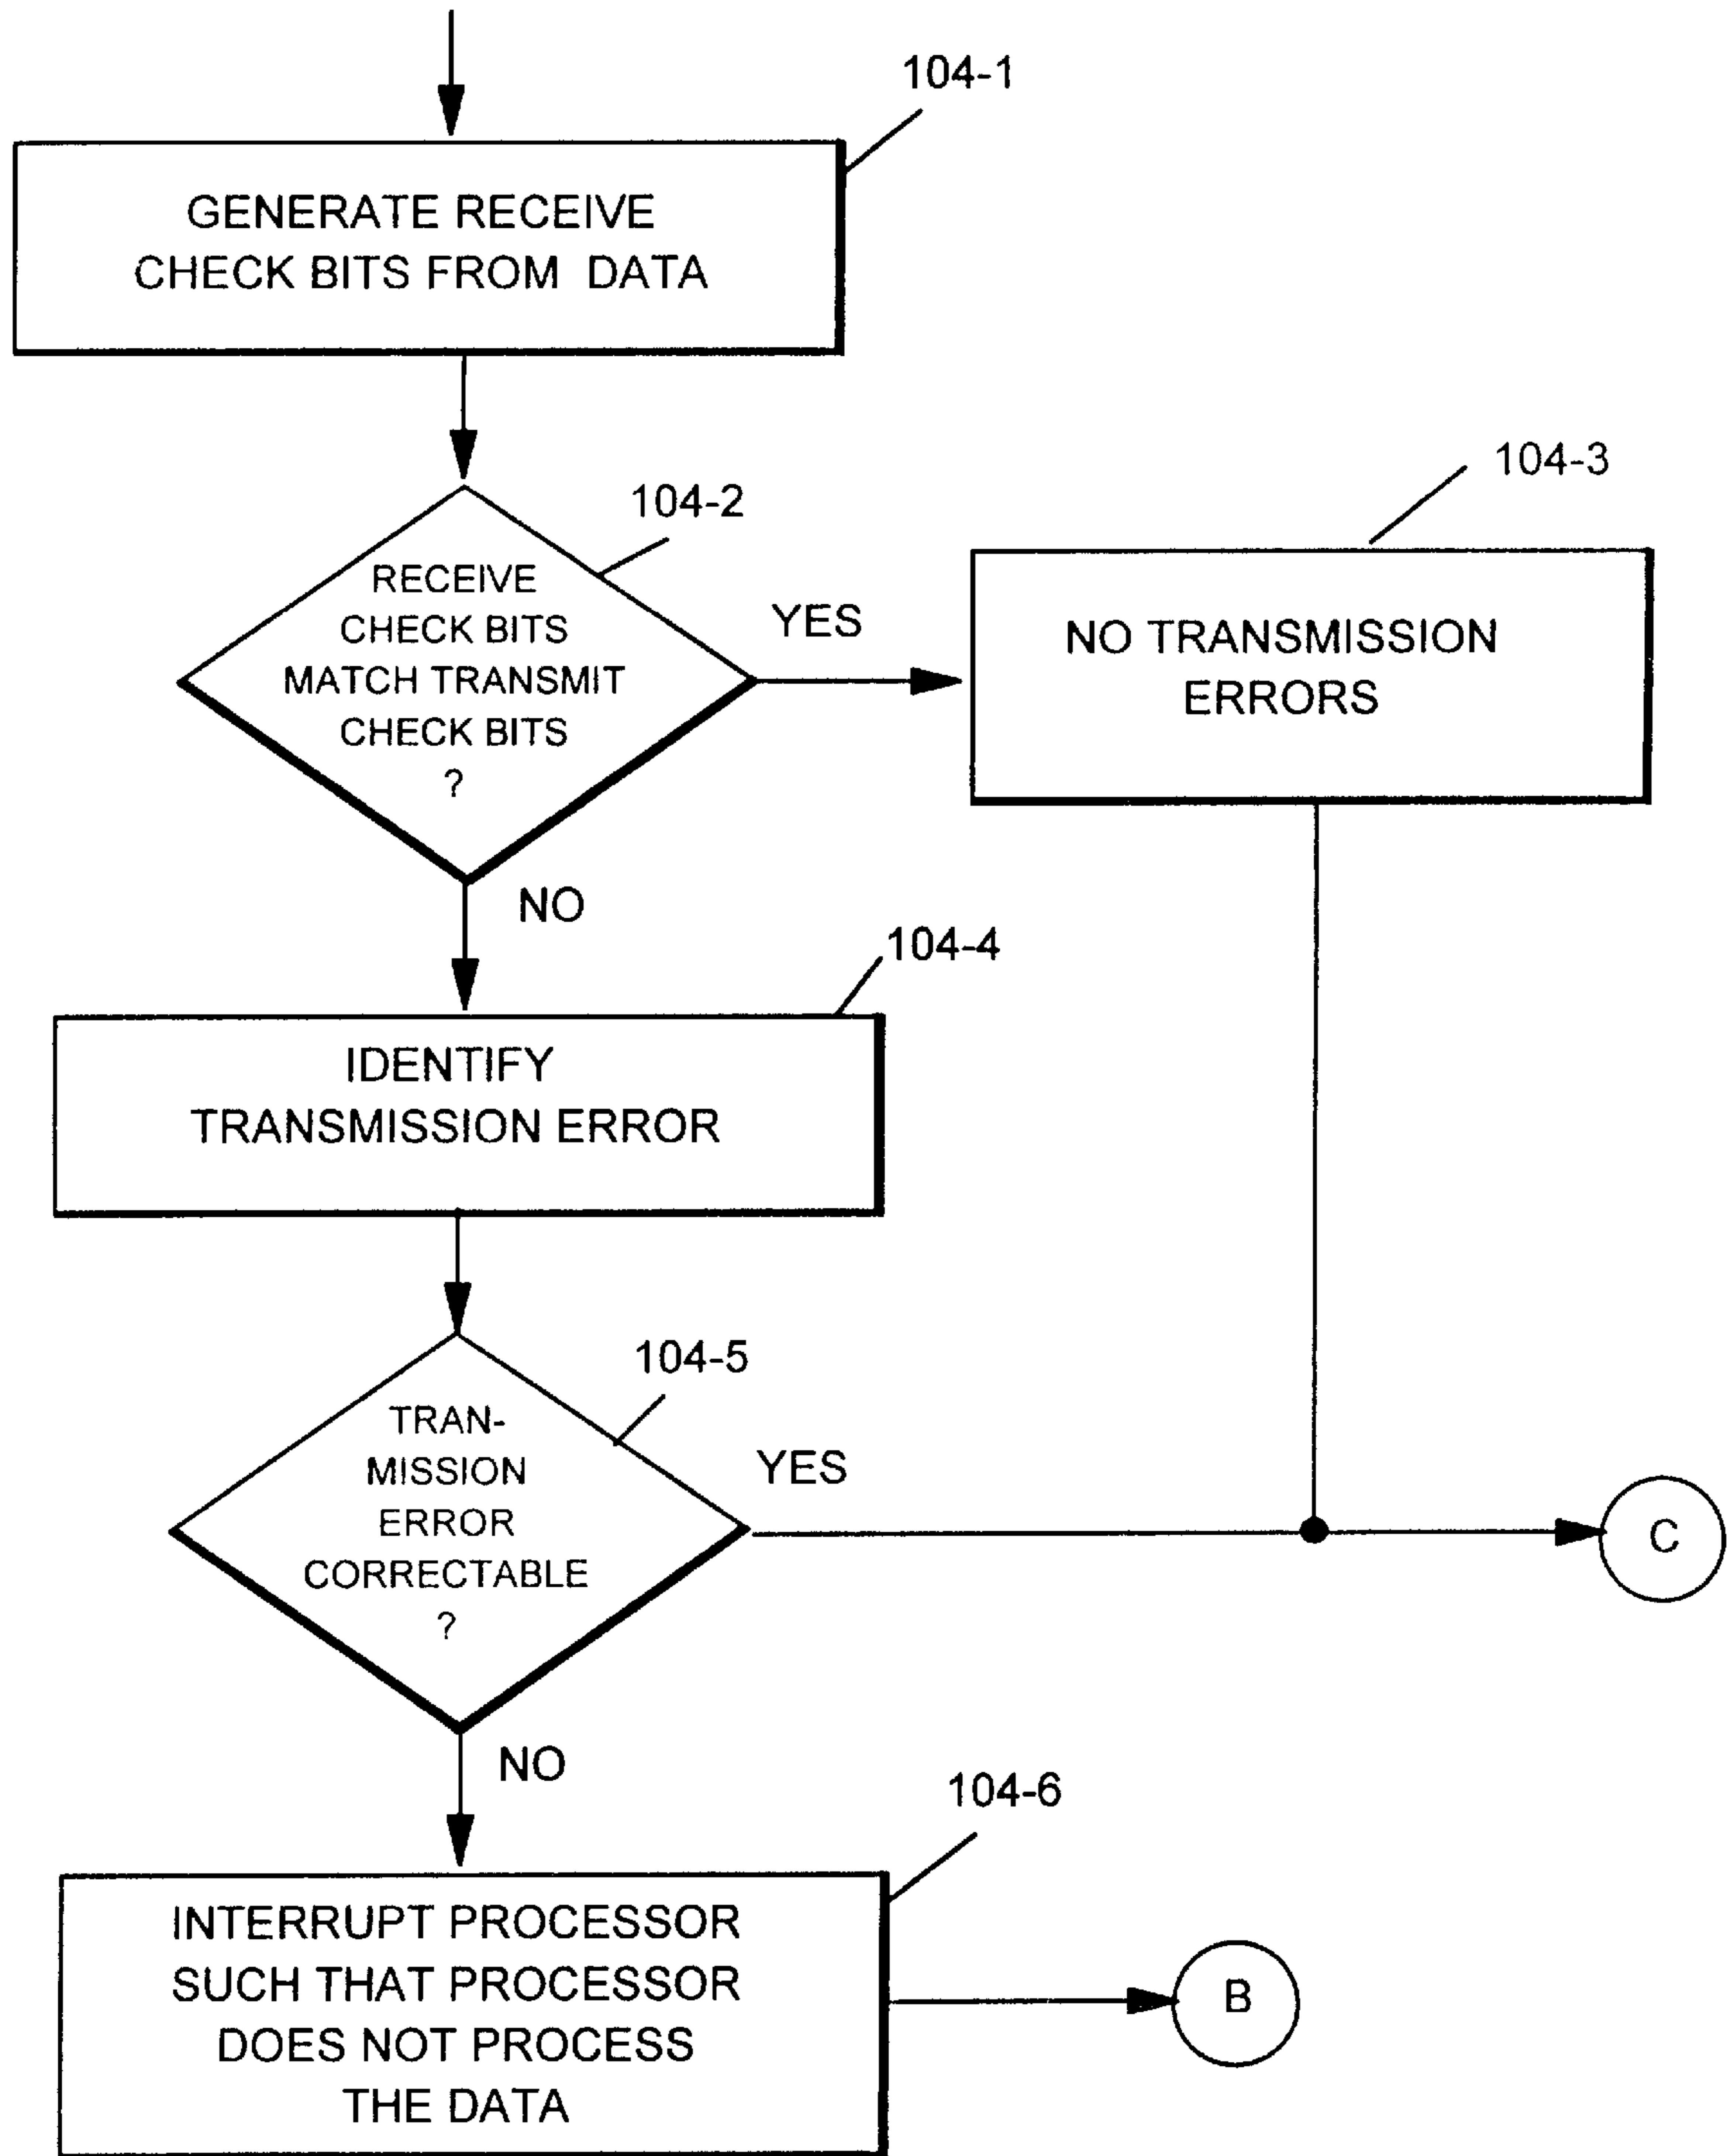 104-1
GENERATE RECEIVE
CHECK BITS FROM DATA
104-2
RECEIVE
CHECK BITS
MATCH TRANSMIT
CHECK BITS
?
YES
104-3
NO TRANSMISSION
ERRORS
NO
104-4
IDENTIFY
TRANSMISSION ERROR
104-5
TRAN-
MISSION
ERROR
CORRECTABLE
?
YES
C
NO
104-6
INTERRUPT PROCESSOR
SUCH THAT PROCESSOR
DOES NOT PROCESS
THE DATA
B